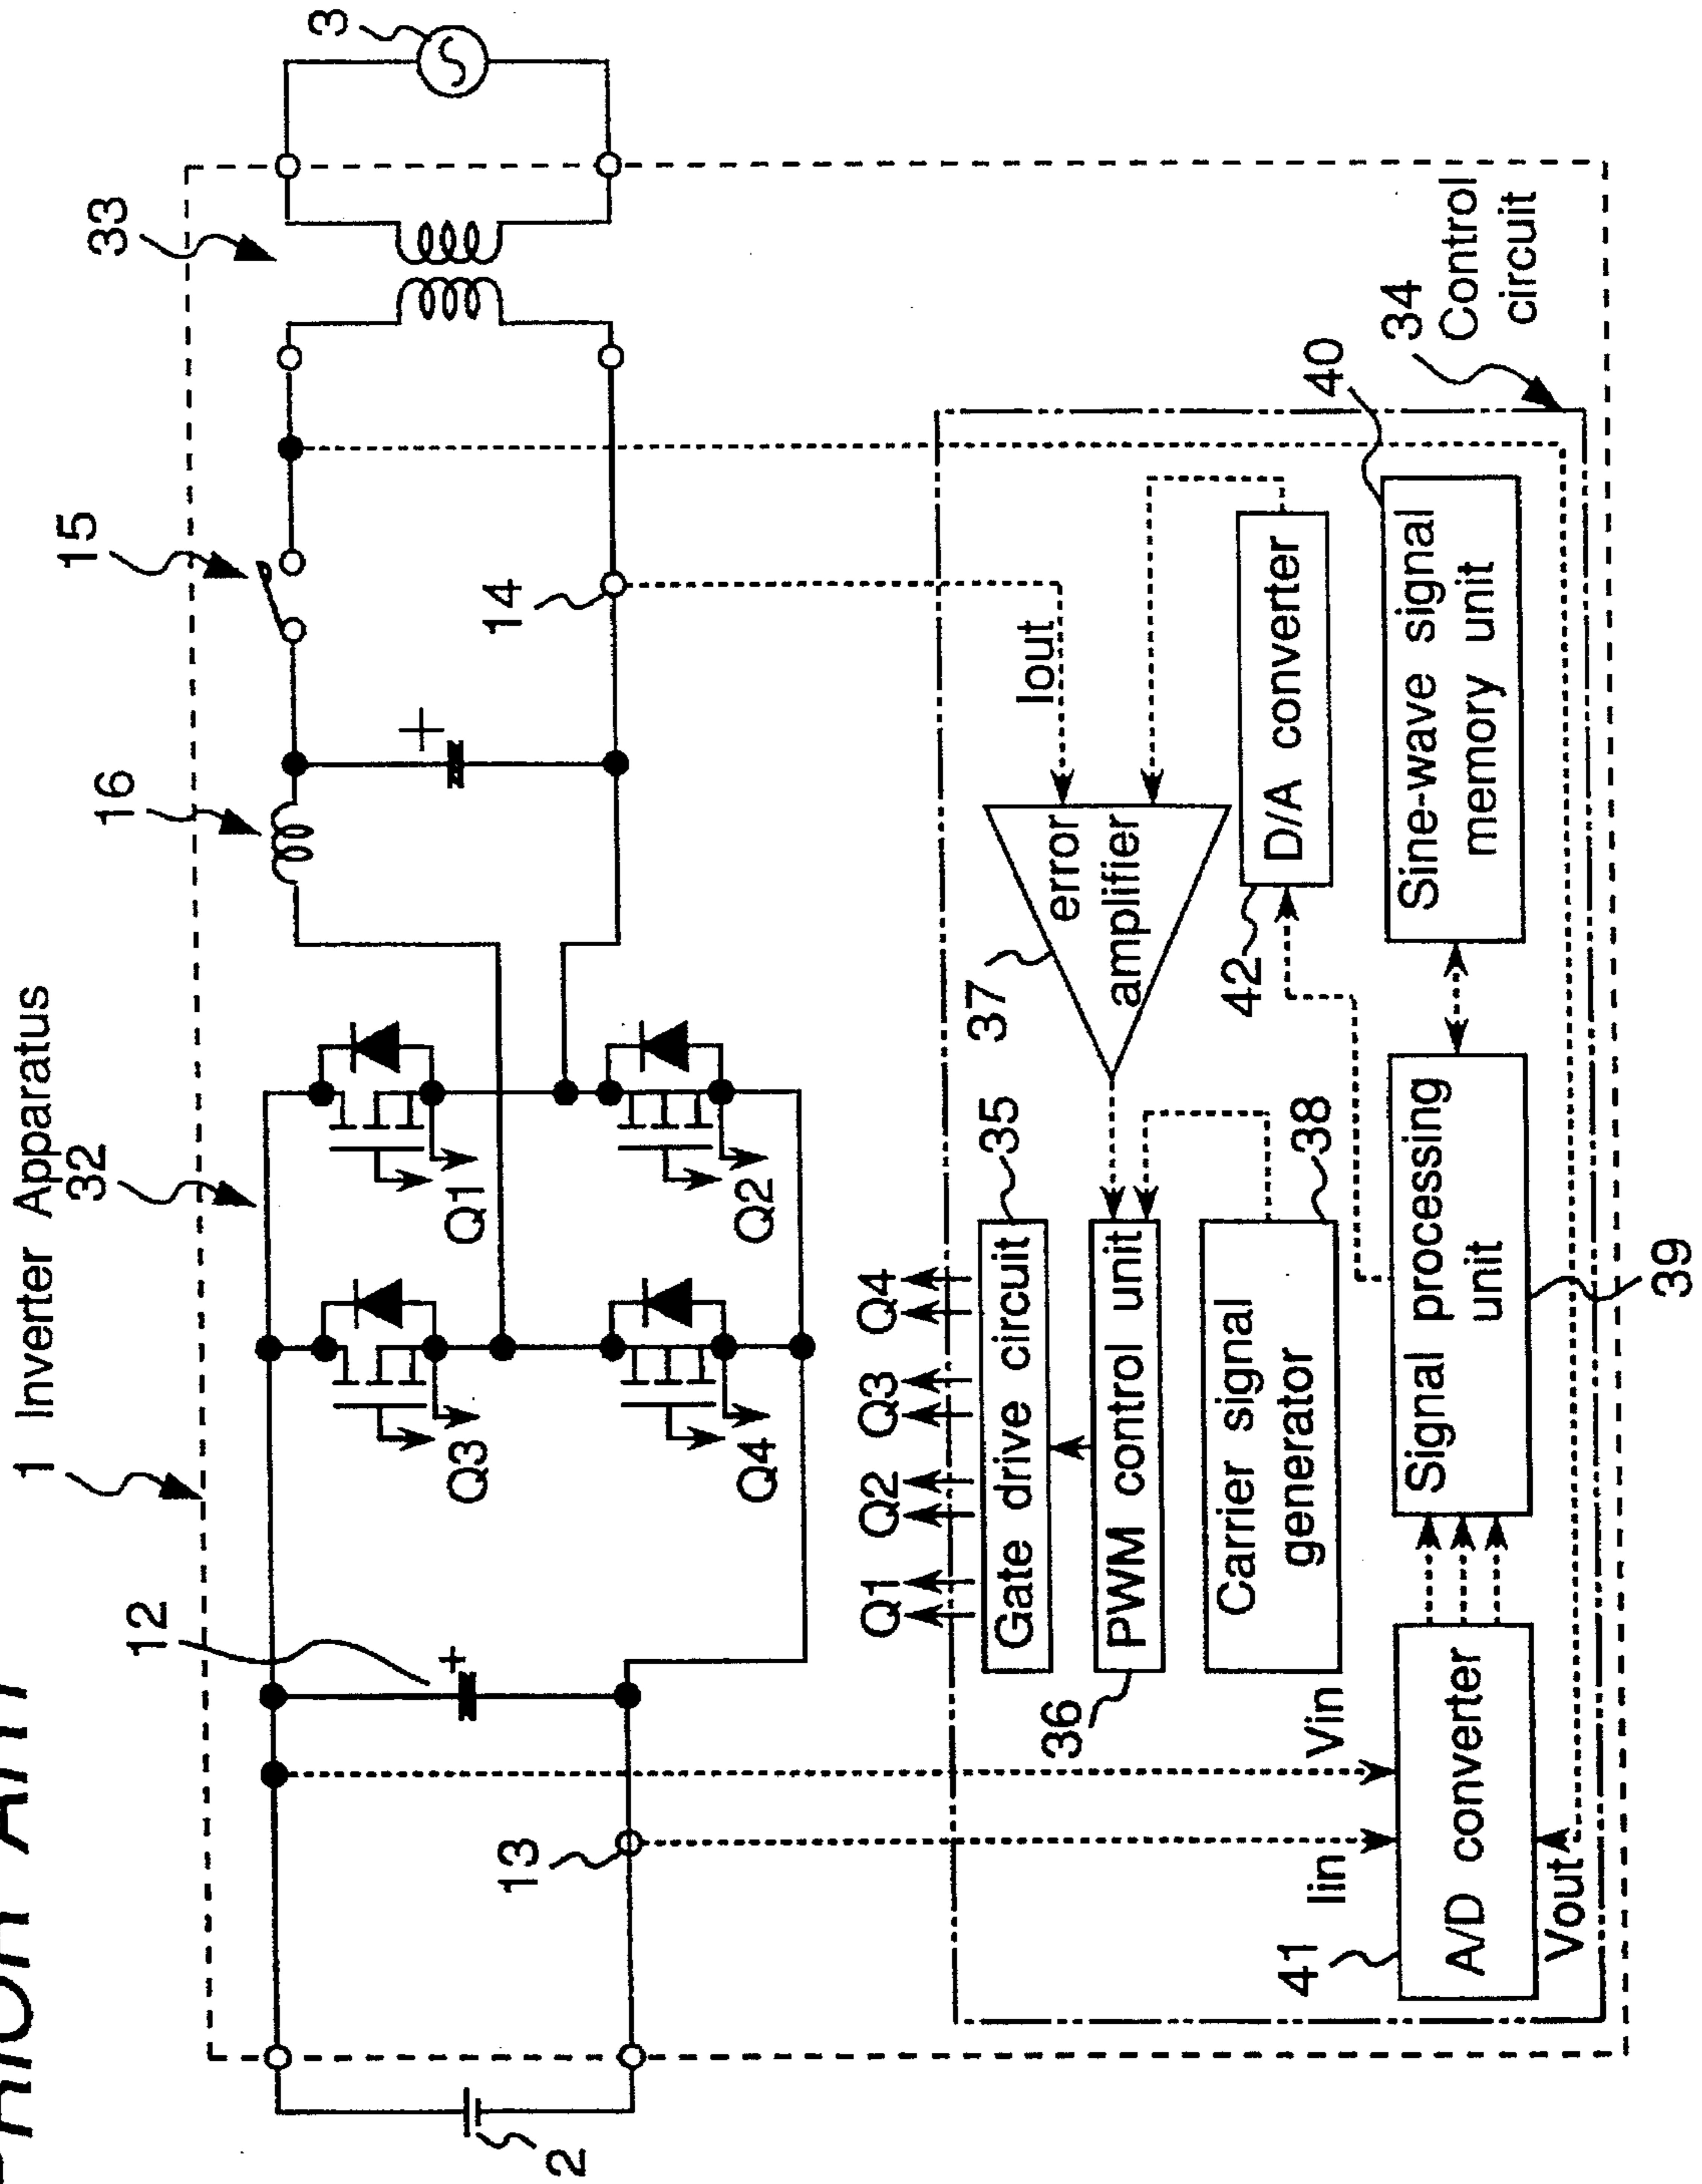 PRIOR ART
1 Inverter Apparatus
32
16
15
33
3
12
Q3
Q1
Q4
Q2
14
2
13
Q1 Q2 Q3 Q4
Gate drive circuit
35
37
error
amplifier
Iout
36
PWM control unit
Carrier signal
generator
38
42
D/A converter
40
34
Control
circuit
Iin
Vin
41
A/D converter
Vout
Signal processing
unit
39
Sine-wave signal
memory unit